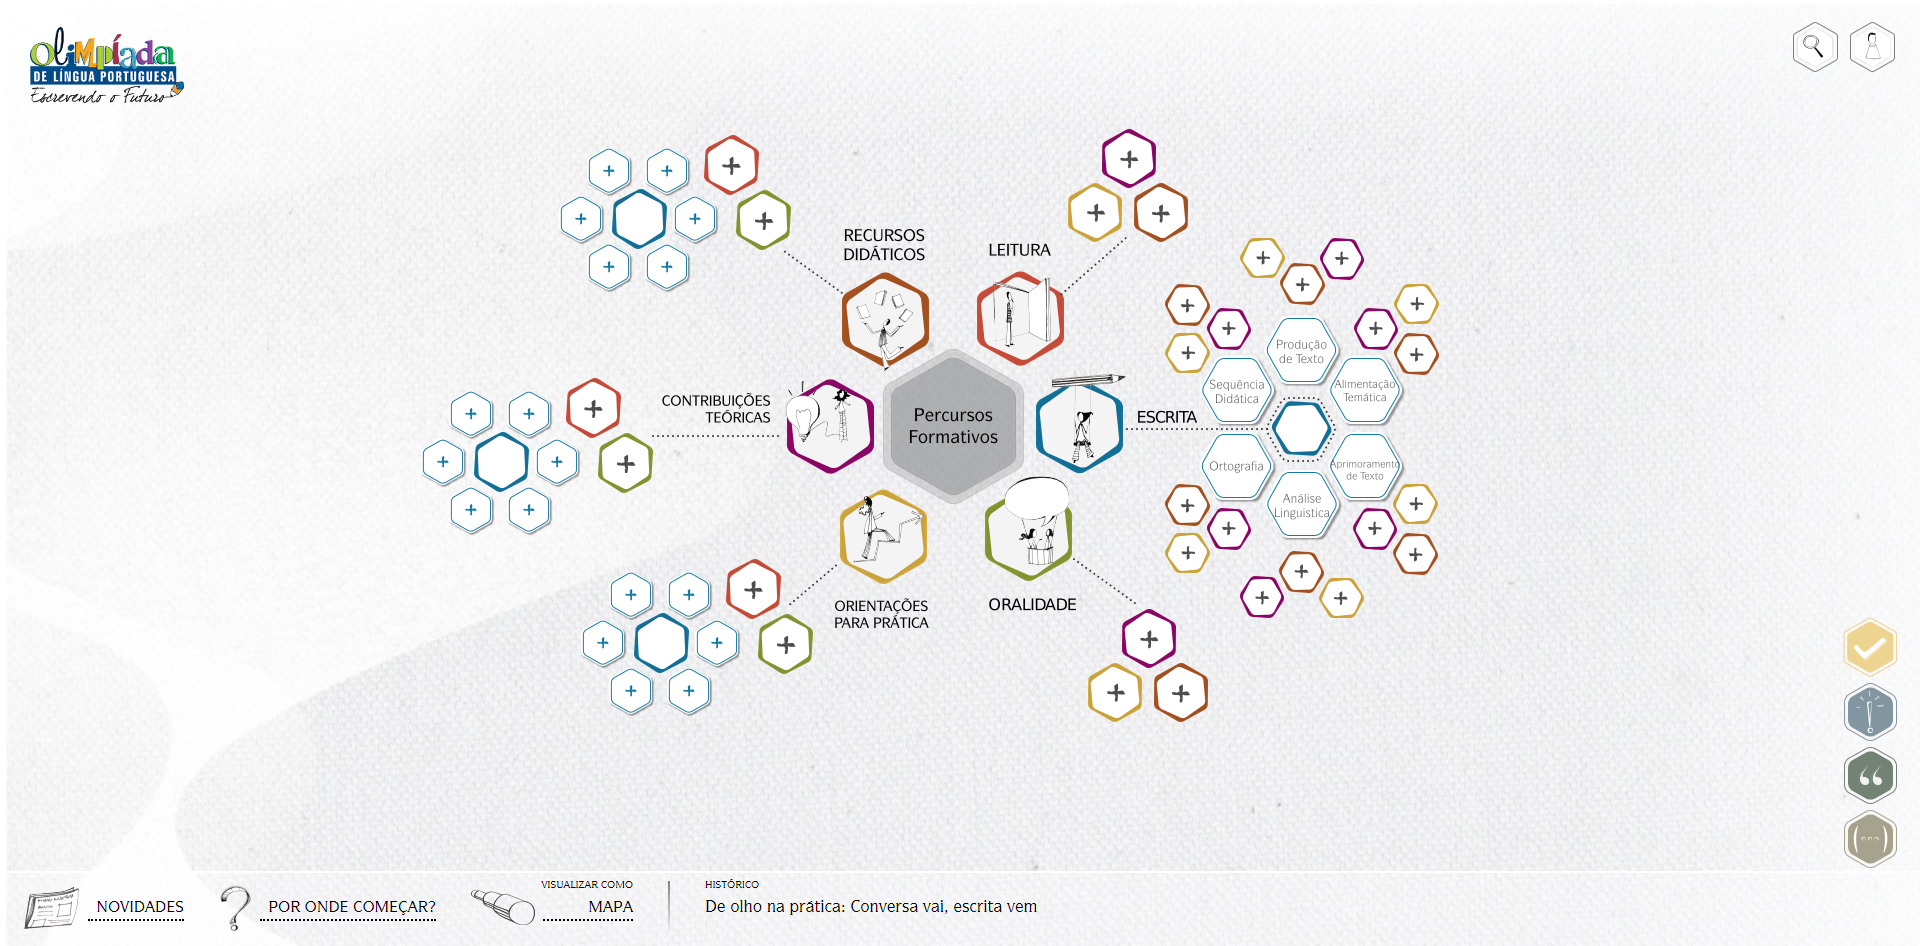 Olimpíada
DE LÍNGUA PORTUGUESA
Escrevendo o Futuro
RECURSOS
DIDÁTICOS
LEITURA
CONTRIBUIÇÕES
TEÓRICAS
Percursos
Formativos
ESCRITA
Produção
de Texto
Sequência
Didática
Alimentação
Temática
Ortografia
Aprimoramento
de Texto
Análise
Linguistica
ORIENTAÇÕES
PARA PRÁTICA
ORALIDADE
NOVIDADES
POR ONDE COMEÇAR?
VISUALIZAR COMO
MAPA
HISTÓRICO
De olho na prática: Conversa vai, escrita vem